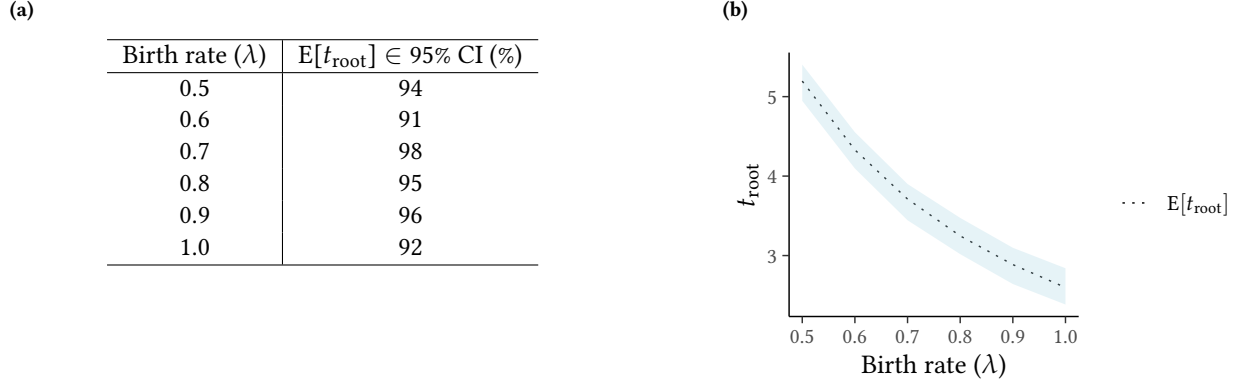 (a)
Birth rate (λ) E[t_root] ∈ 95% CI (%)
0.5 94
0.6 91
0.7 98
0.8 95
0.9 96
1.0 92
(b)
5
4
3
t_root
0.5 0.6 0.7 0.8 0.9 1.0
Birth rate (λ)
E[t_root]